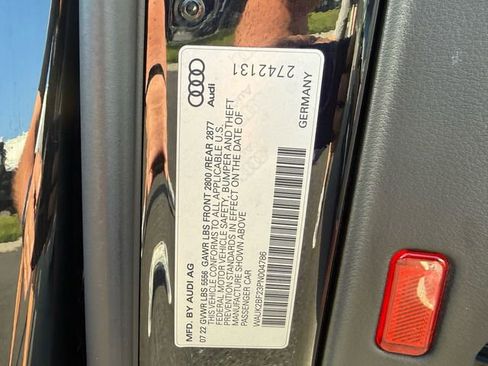 Audi
2742131
GERMANY
MFD. BY AUDI AG
07 22 GVWR LBS 5556 GAWR LBS FRONT 2800 /REAR 2877
THIS VEHICLE CONFORMS TO ALL APPLICABLE U.S.
FEDERAL MOTOR VEHICLE SAFETY, BUMPER AND THEFT
PREVENTION STANDARDS IN EFFECT ON THE DATE OF
MANUFACTURE SHOWN ABOVE
PASSENGER CAR
WAUK2BF23PN004766